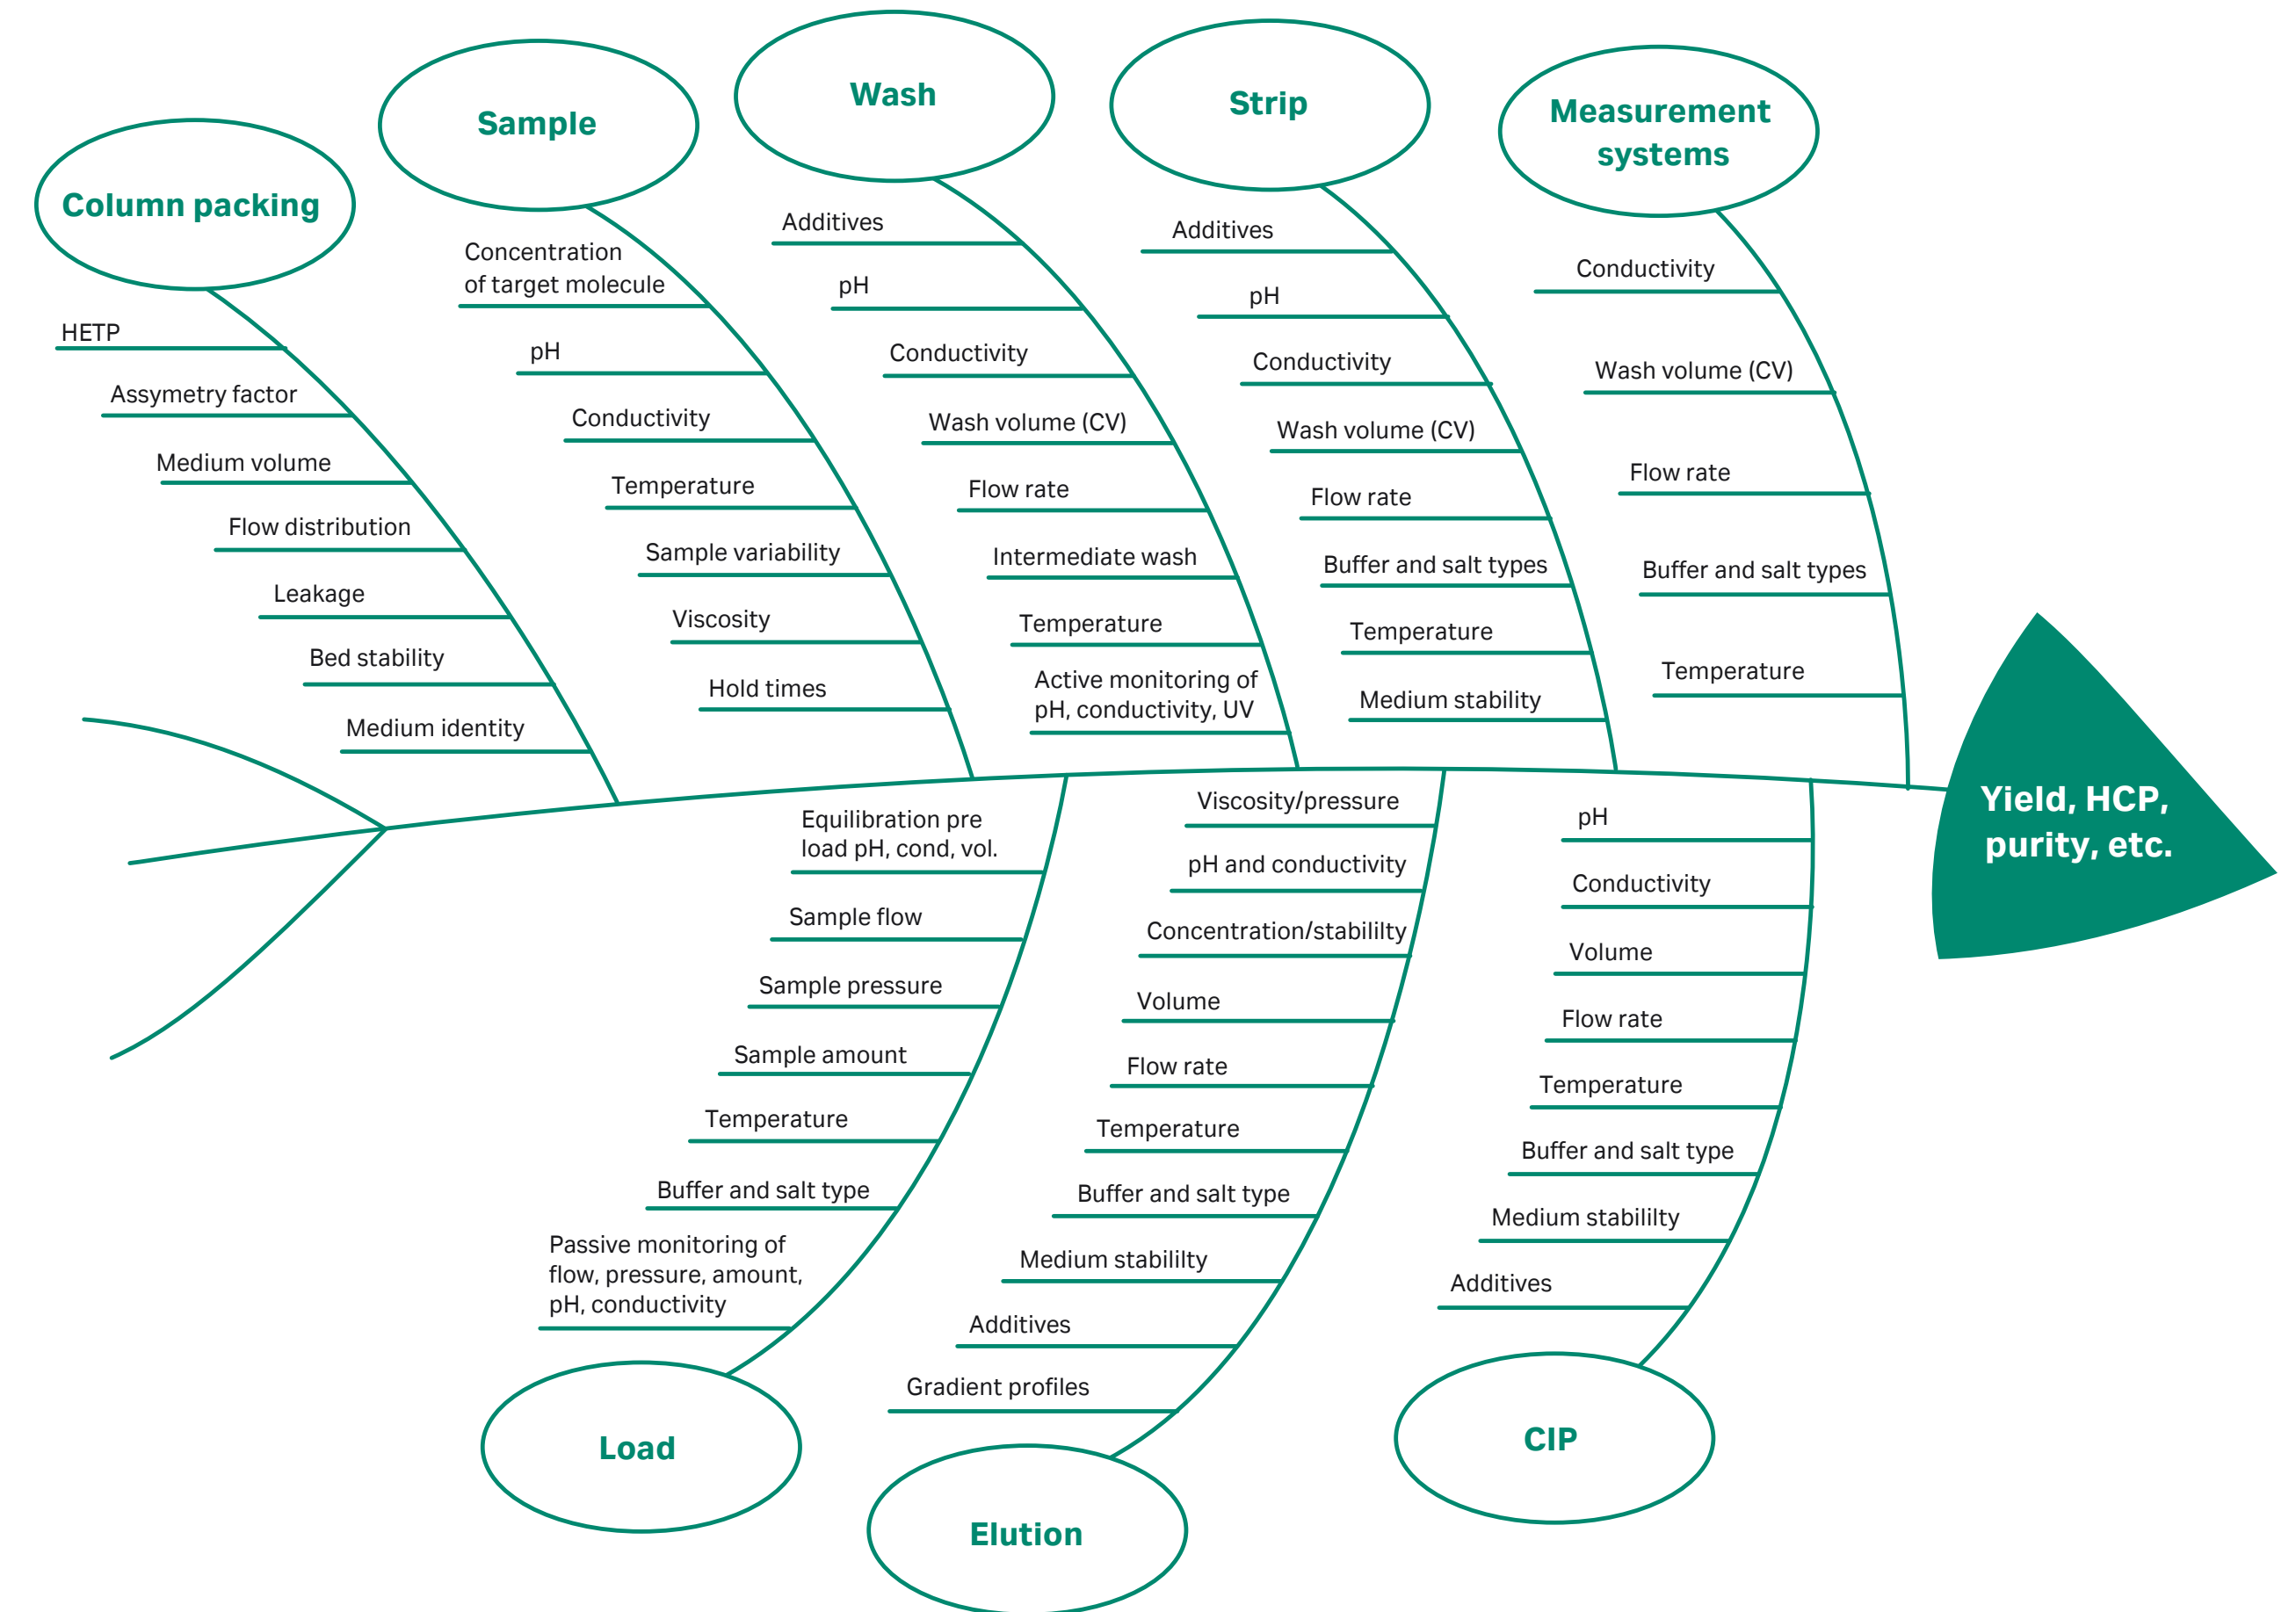 Column packing
HETP
Assymetry factor
Medium volume
Flow distribution
Leakage
Bed stability
Medium identity
Sample
Concentration
of target molecule
pH
Conductivity
Temperature
Sample variability
Viscosity
Hold times
Wash
Additives
pH
Conductivity
Wash volume (CV)
Flow rate
Intermediate wash
Temperature
Active monitoring of
pH, conductivity, UV
Strip
Additives
pH
Conductivity
Wash volume (CV)
Flow rate
Buffer and salt types
Temperature
Medium stability
Measurement
systems
Conductivity
Wash volume (CV)
Flow rate
Buffer and salt types
Temperature
Yield, HCP,
purity, etc.
Equilibration pre
load pH, cond, vol.
Sample flow
Sample pressure
Sample amount
Temperature
Buffer and salt type
Passive monitoring of
flow, pressure, amount,
pH, conductivity
Load
Viscosity/pressure
pH and conductivity
Concentration/stabililty
Volume
Flow rate
Temperature
Buffer and salt type
Medium stabililty
Additives
Gradient profiles
Elution
pH
Conductivity
Volume
Flow rate
Temperature
Buffer and salt type
Medium stabililty
Additives
CIP